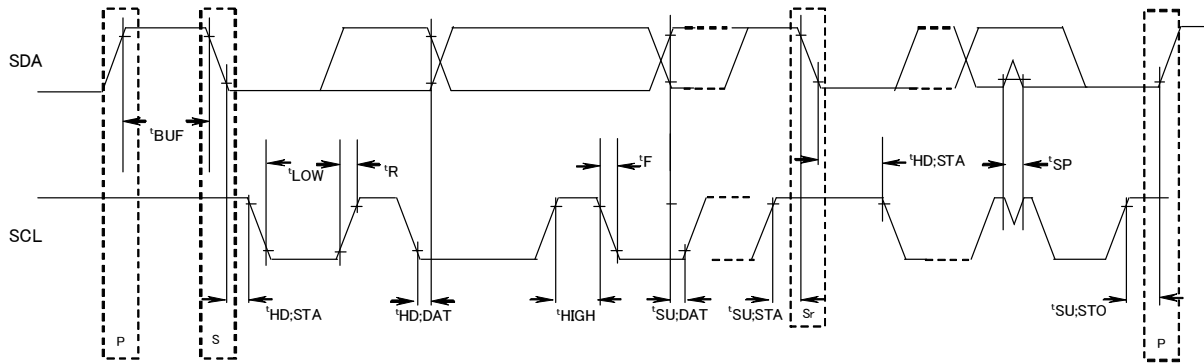 SDA
tBUF
tLOW
tR
tF
tHD;STA
tSP
SCL
tHD;STA
tHD;DAT
tHIGH
tSU;DAT
tSU;STA
Sr
tSU;STO
P
S
P